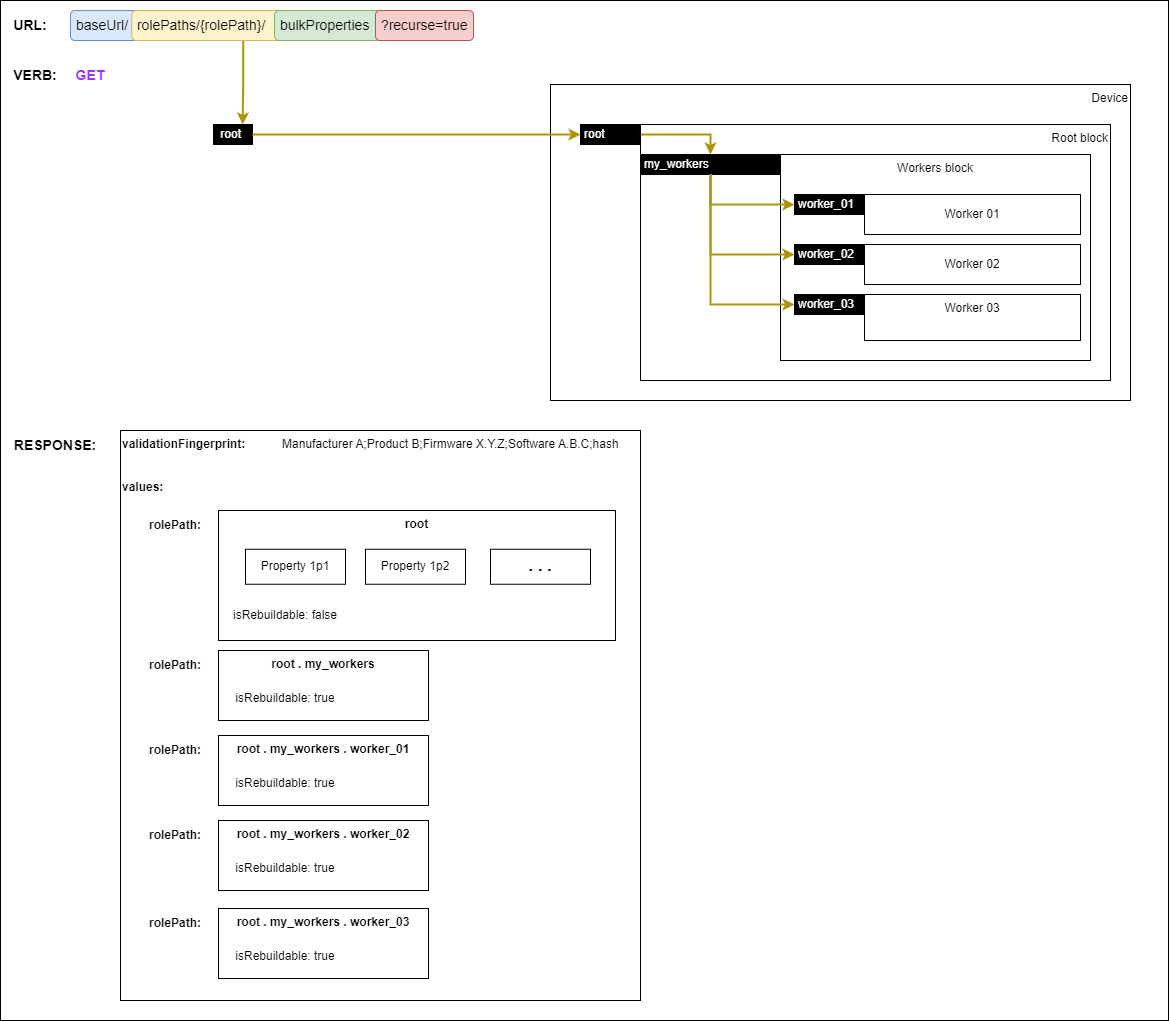 URL: baseUrl/ rolePaths/{rolePath}/ bulkProperties ?recurse=true
VERB: GET
Device
root
root
Root block
my_workers
Workers block
worker_01
Worker 01
worker_02
Worker 02
worker_03
Worker 03
RESPONSE:
validationFingerprint: Manufacturer A;Product B;Firmware X.Y.Z;Software A.B.C;hash
values:
rolePath: root
Property 1p1 Property 1p2 . . .
isRebuildable: false
rolePath: root . my_workers
isRebuildable: true
rolePath: root . my_workers . worker_01
isRebuildable: true
rolePath: root . my_workers . worker_02
isRebuildable: true
rolePath: root . my_workers . worker_03
isRebuildable: true